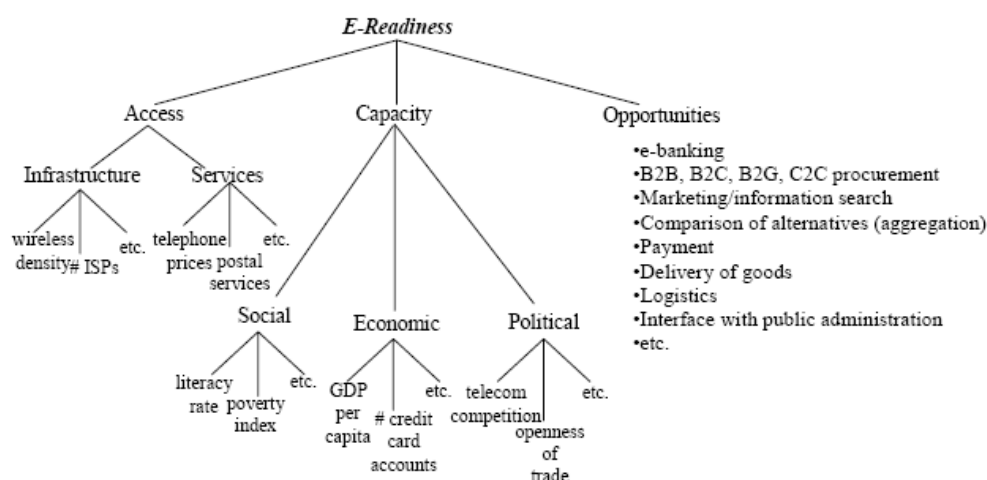 E-Readiness
Access
Capacity
Opportunities
Infrastructure
Services
wireless
density
# ISPs
etc.
telephone
prices
postal
services
etc.
•e-banking
•B2B, B2C, B2G, C2C procurement
•Marketing/information search
•Comparison of alternatives (aggregation)
•Payment
•Delivery of goods
•Logistics
•Interface with public administration
•etc.
Social
Economic
Political
literacy
rate
poverty
index
etc.
GDP
per
capita
# credit
card
accounts
etc.
telecom
competition
openness
of
trade
etc.